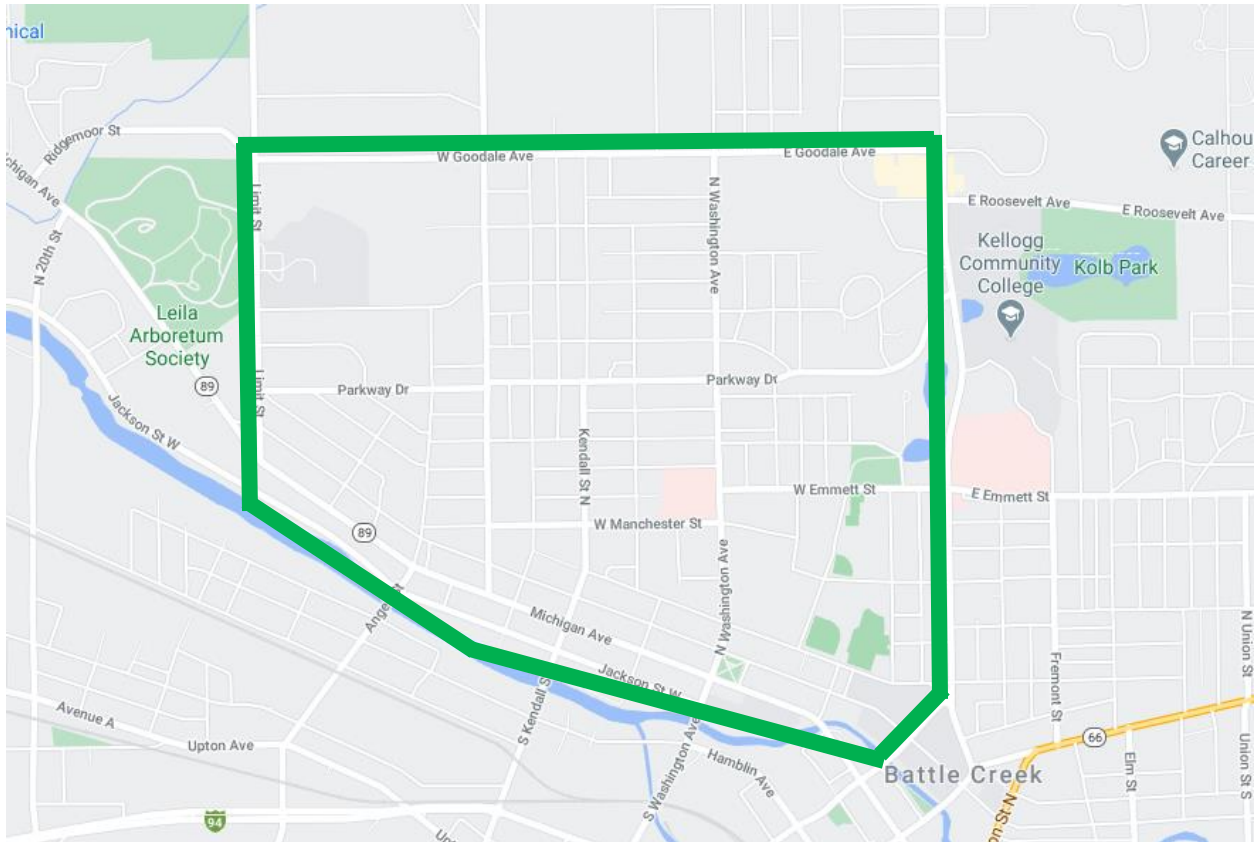 nical
Ridgemoor St
ichigan Ave
W Goodale Ave
E Goodale Ave
Calhou
Career
Limit St
N Washington Ave
E Roosevelt Ave
E Roosevelt Ave
N 20th St
Kellogg
Community
College
Kolb Park
Leila
Arboretum
Society
89
Limit St
Parkway Dr
Parkway Dr
Jackson St W
Kendall St N
W Emmett St
E Emmett St
89
W Manchester St
Michigan Ave
N Washington Ave
N Union St
Fremont St
Jackson St W
S Kendall S
Avenue A
Upton Ave
S Washington Ave
Hamblin Ave
66
Battle Creek
Elm St
Union St S
on St N
94